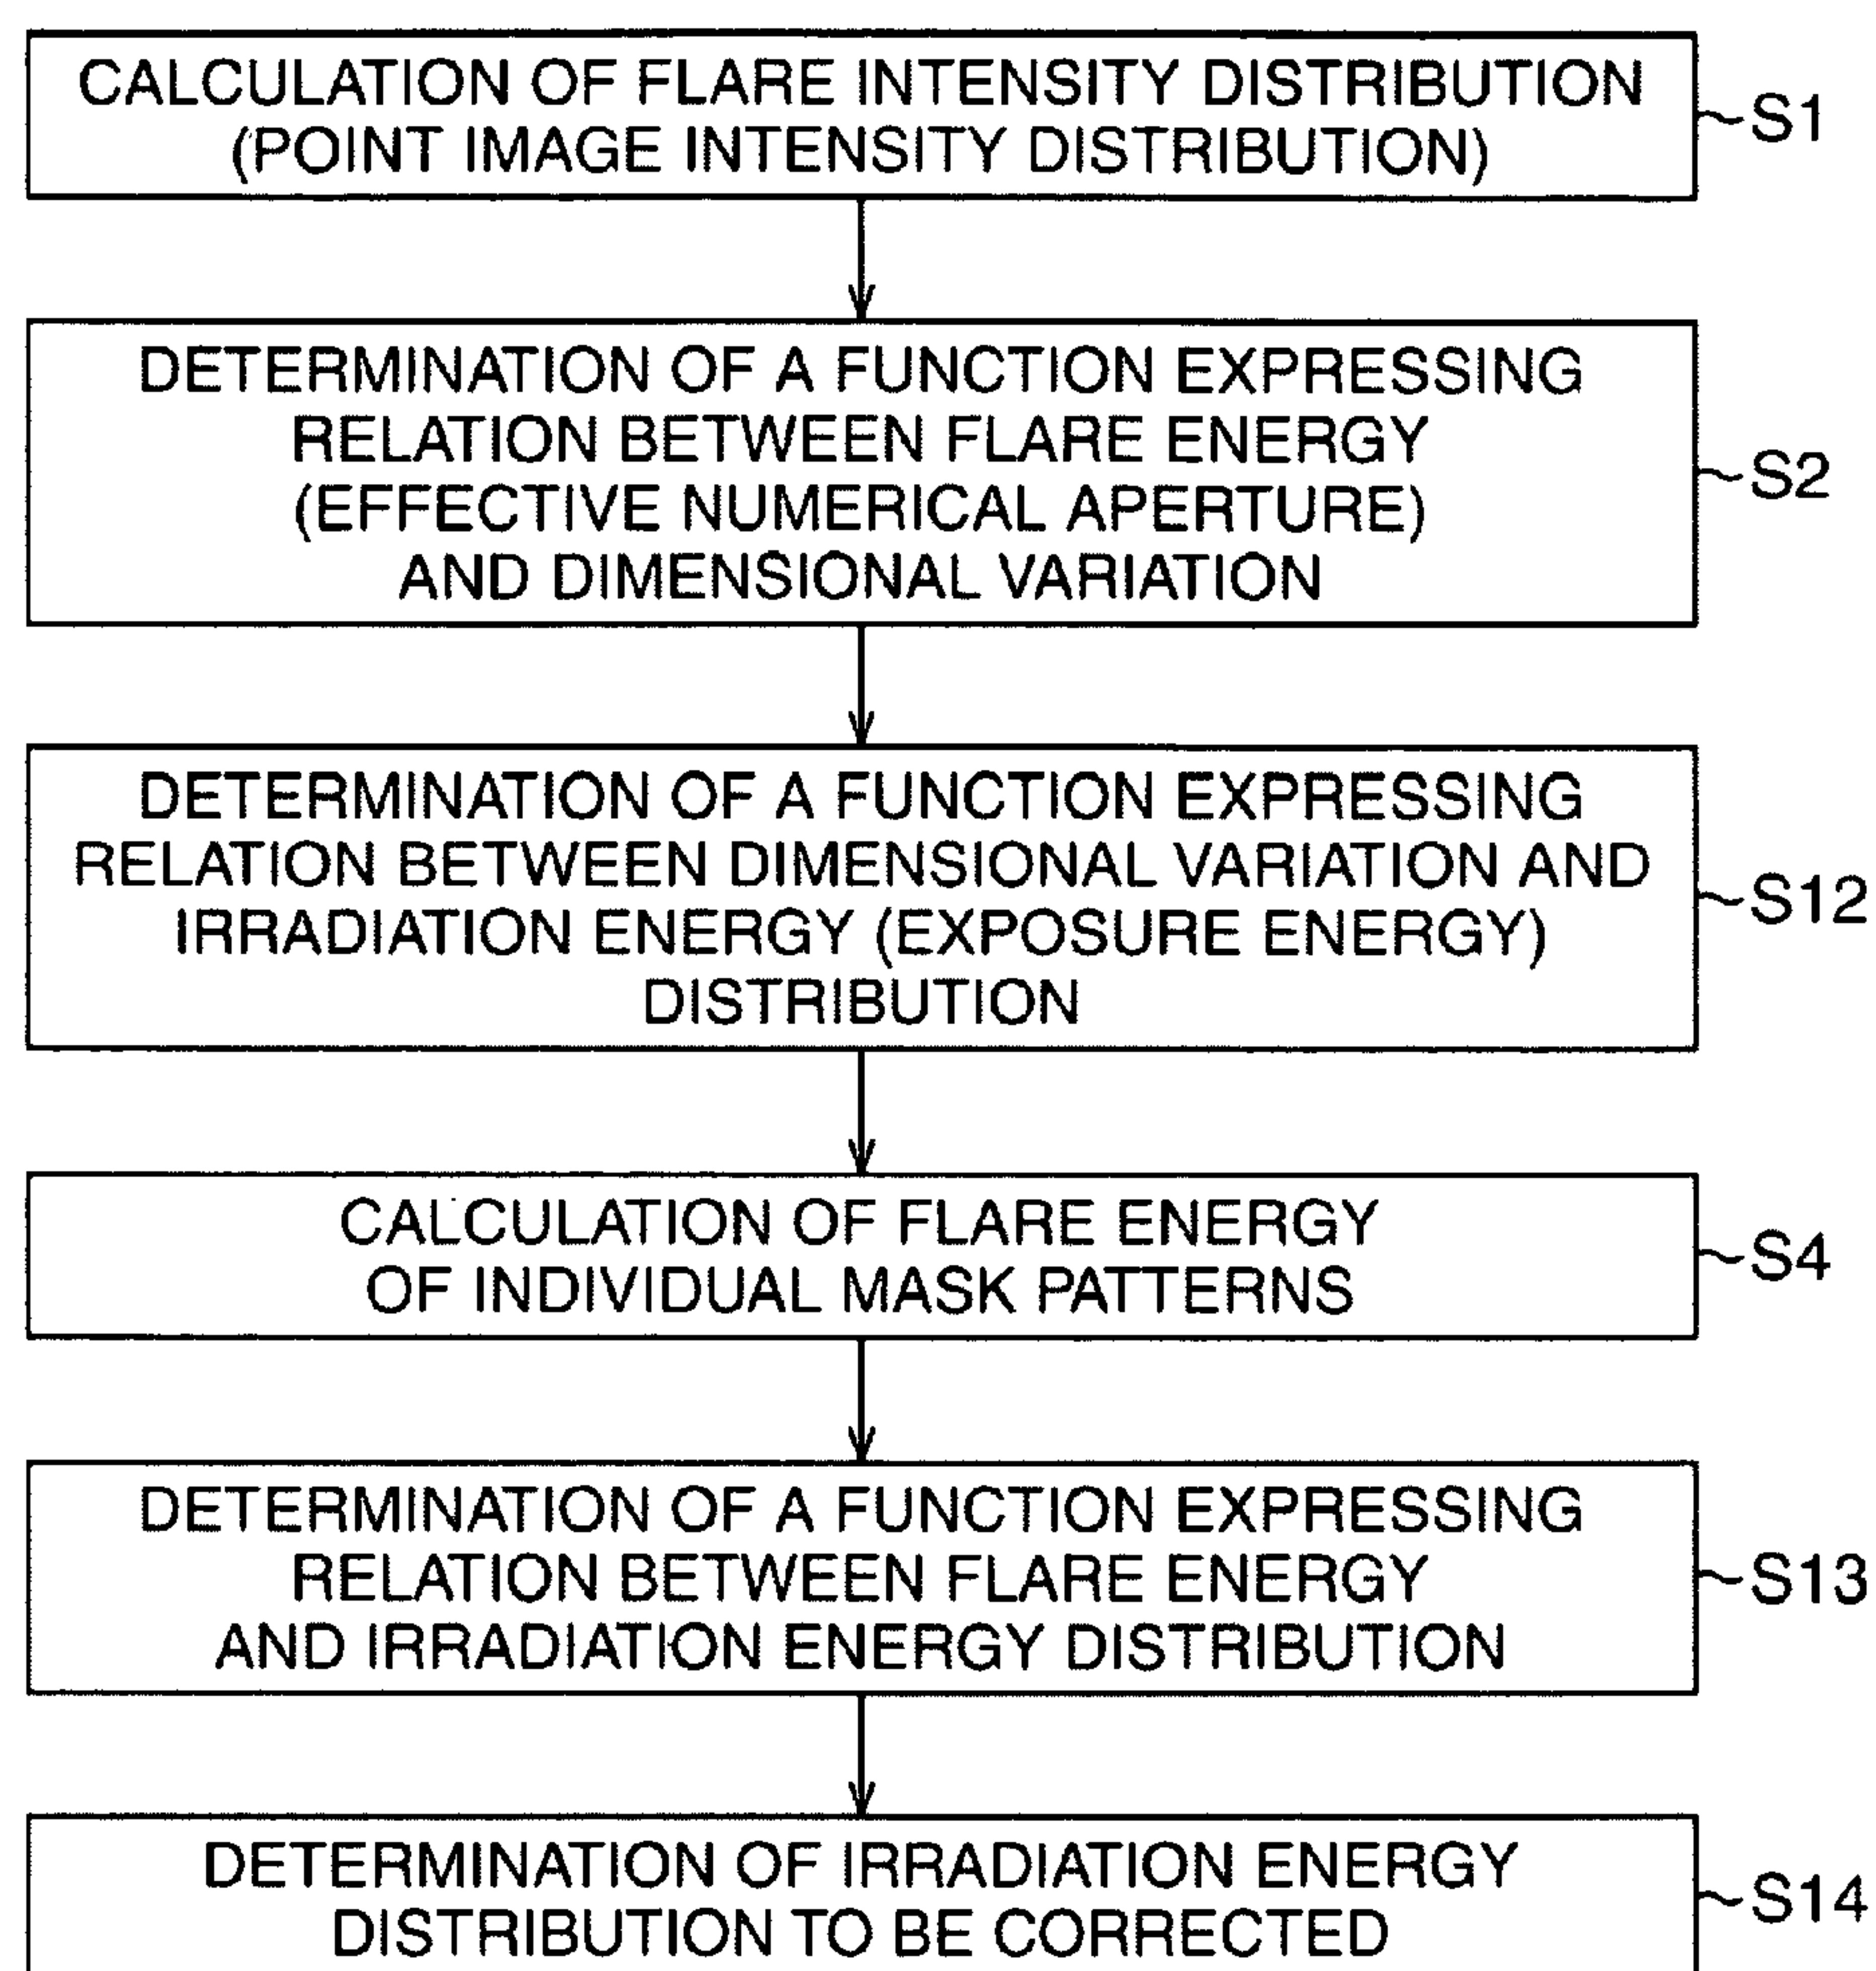 CALCULATION OF FLARE INTENSITY DISTRIBUTION
(POINT IMAGE INTENSITY DISTRIBUTION)
S1
DETERMINATION OF A FUNCTION EXPRESSING
RELATION BETWEEN FLARE ENERGY
(EFFECTIVE NUMERICAL APERTURE)
AND DIMENSIONAL VARIATION
S2
DETERMINATION OF A FUNCTION EXPRESSING
RELATION BETWEEN DIMENSIONAL VARIATION AND
IRRADIATION ENERGY (EXPOSURE ENERGY)
DISTRIBUTION
S12
CALCULATION OF FLARE ENERGY
OF INDIVIDUAL MASK PATTERNS
S4
DETERMINATION OF A FUNCTION EXPRESSING
RELATION BETWEEN FLARE ENERGY
AND IRRADIATION ENERGY DISTRIBUTION
S13
DETERMINATION OF IRRADIATION ENERGY
DISTRIBUTION TO BE CORRECTED
S14